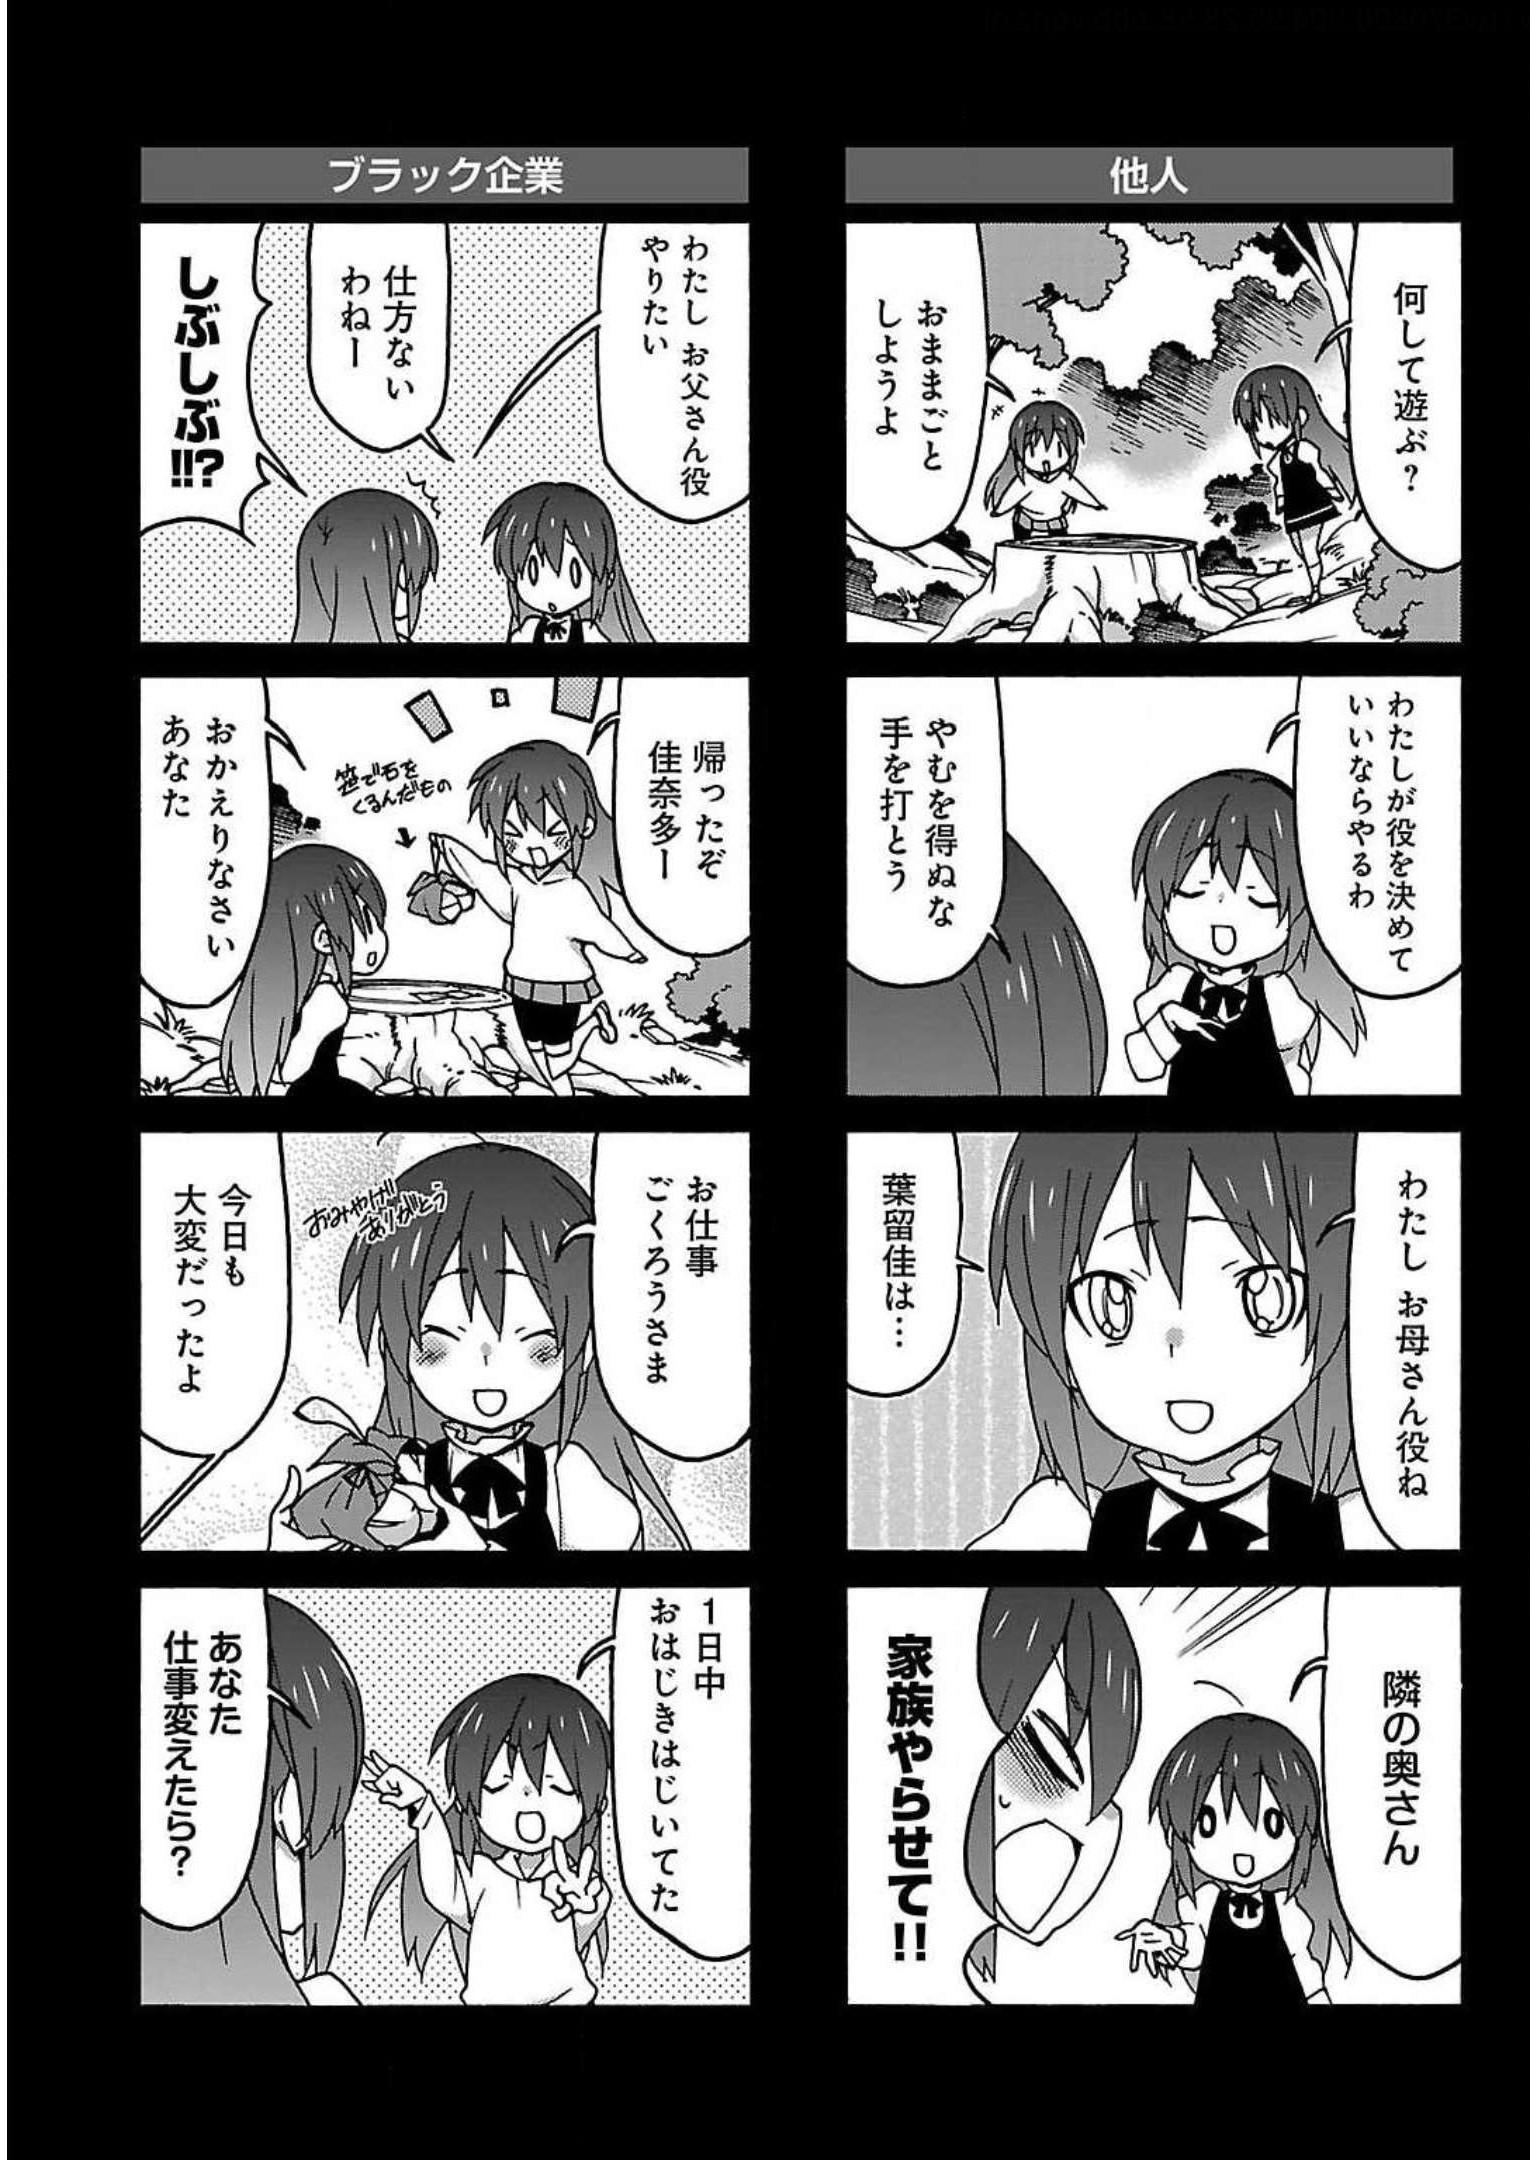 他人
何して遊ぶ?
おままごと
しようよ
わたしが役を決めて
いいならやるわ
やむを得ぬな
手を打とう
わたし お母さん役ね
葉留佳は…
隣の奥さん
家族やらせて!!
ブラック企業
わたし お父さん役
やりたい
仕方ない
わねー
しぶしぶ!!?
帰ったぞ
佳奈多ー
笹で石を
くるんだもの
おかえりなさい
あなた
お仕事
ごくろうさま
おみやげ
ありがとう
今日も
大変だったよ
1日中
おはじきはじいてた
あなた
仕事変えたら?